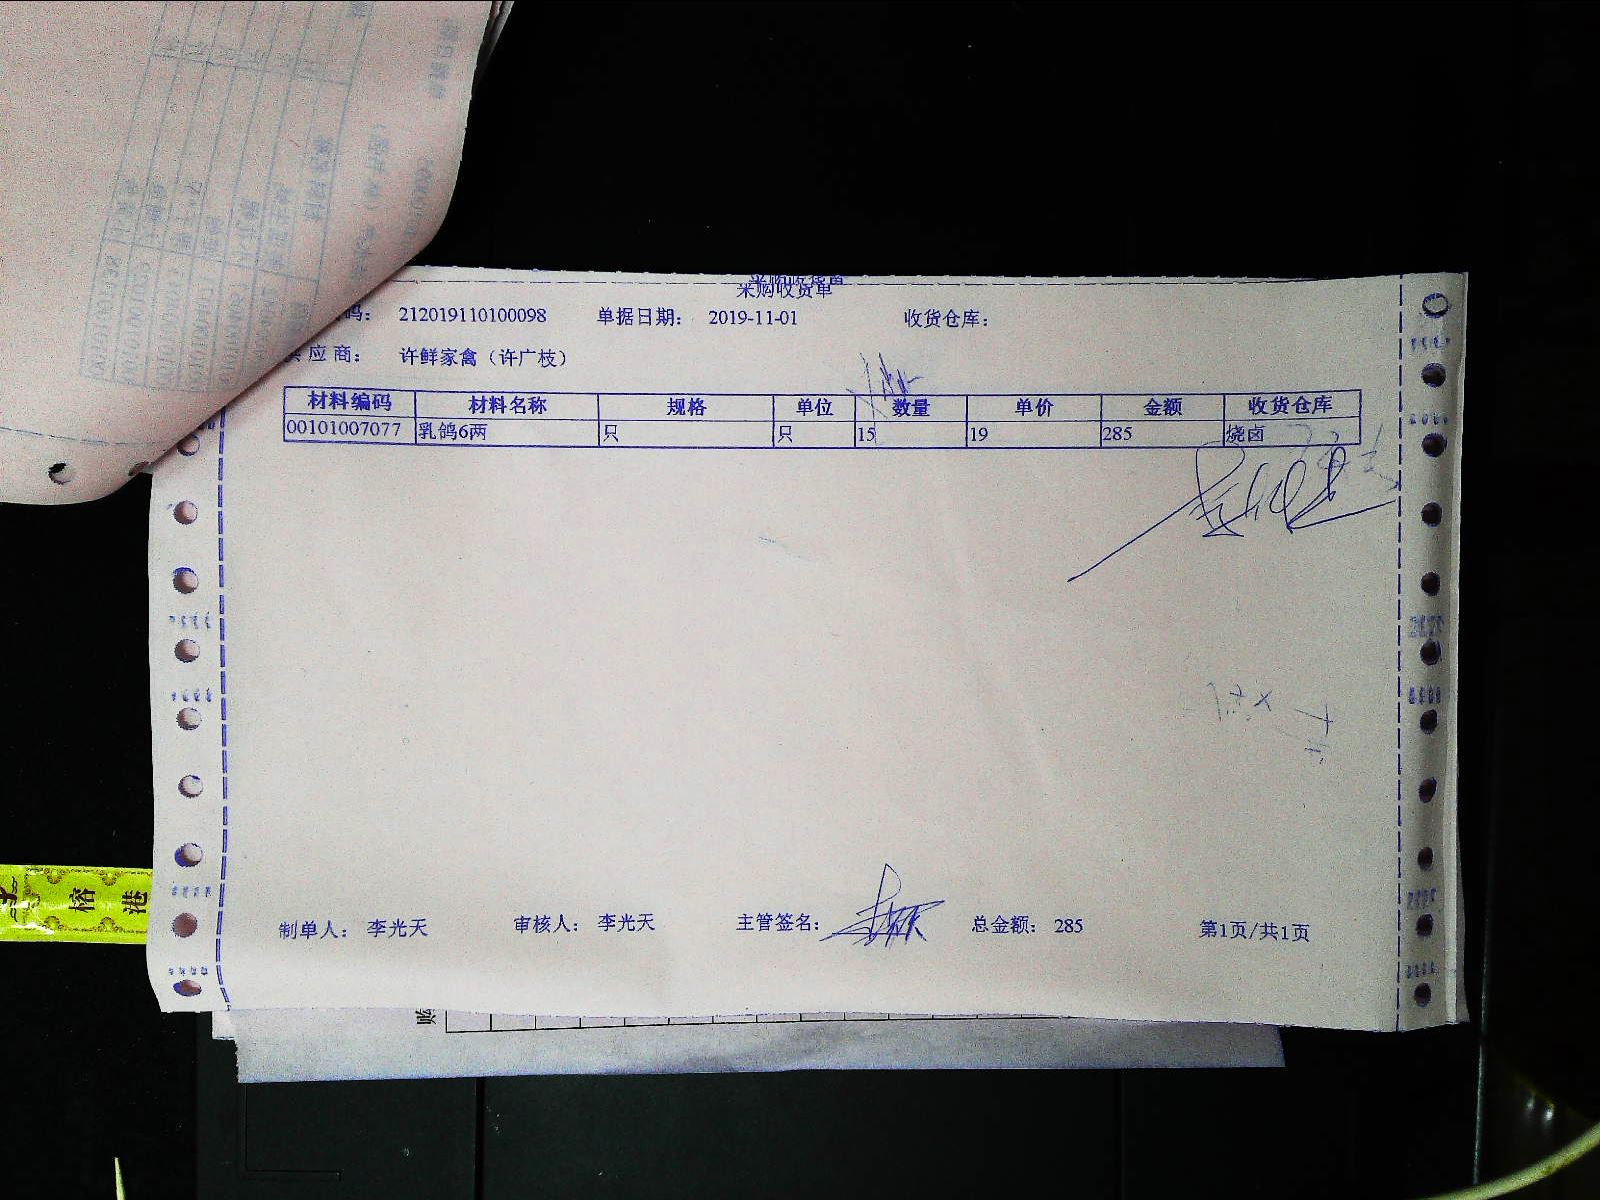 采购收货单
码： 212019110100098 单据日期： 2019-11-01 收货仓库：
供应商： 许鲜家禽（许广枝）
材料编码 材料名称 规格 单位 数量 单价 金额 收货仓库
00101007077 乳鸽6两 只 只 15 19 285 烧卤
制单人： 李光天 审核人： 李光天 主管签名： 总金额： 285 第1页/共1页
榕 港